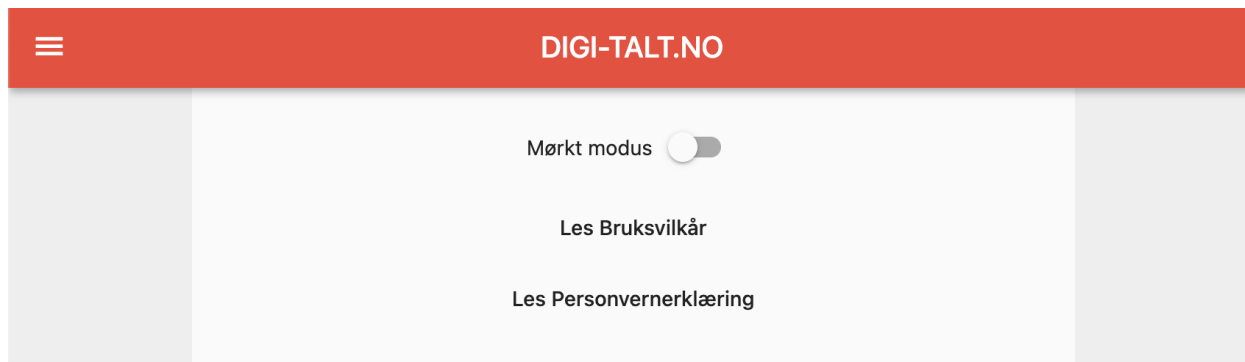 DIGI-TALT.NO
Mørkt modus
Les Bruksvilkår
Les Personvernerklæring